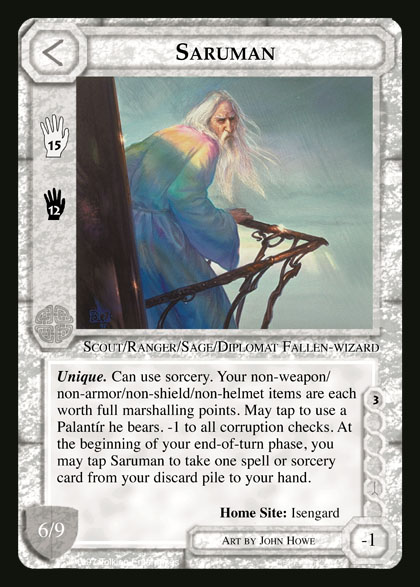 Saruman
15
12
Scout/Ranger/Sage/Diplomat Fallen-wizard
Unique. Can use sorcery. Your non-weapon/
non-armor/non-shield/non-helmet items are each
worth full marshalling points. May tap to use a
Palantír he bears. -1 to all corruption checks. At
the beginning of your end-of-turn phase, you
may tap Saruman to take one spell or sorcery
card from your discard pile to your hand.
3
Home Site: Isengard
6/9
Art by John Howe
-1